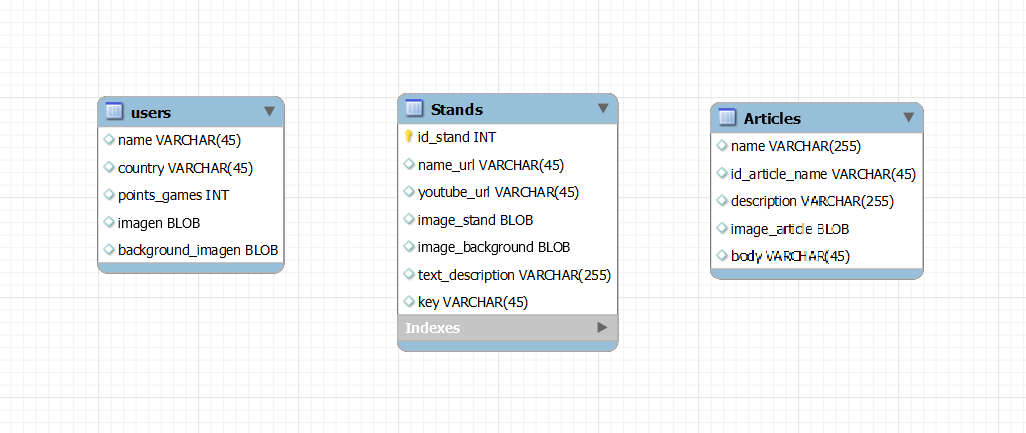 users
name VARCHAR(45)
country VARCHAR(45)
points_games INT
imagen BLOB
background_imagen BLOB
Stands
id_stand INT
name_url VARCHAR(45)
youtube_url VARCHAR(45)
image_stand BLOB
image_background BLOB
text_description VARCHAR(255)
key VARCHAR(45)
Indexes
Articles
name VARCHAR(255)
id_article_name VARCHAR(45)
description VARCHAR(255)
image_article BLOB
body VARCHAR(45)